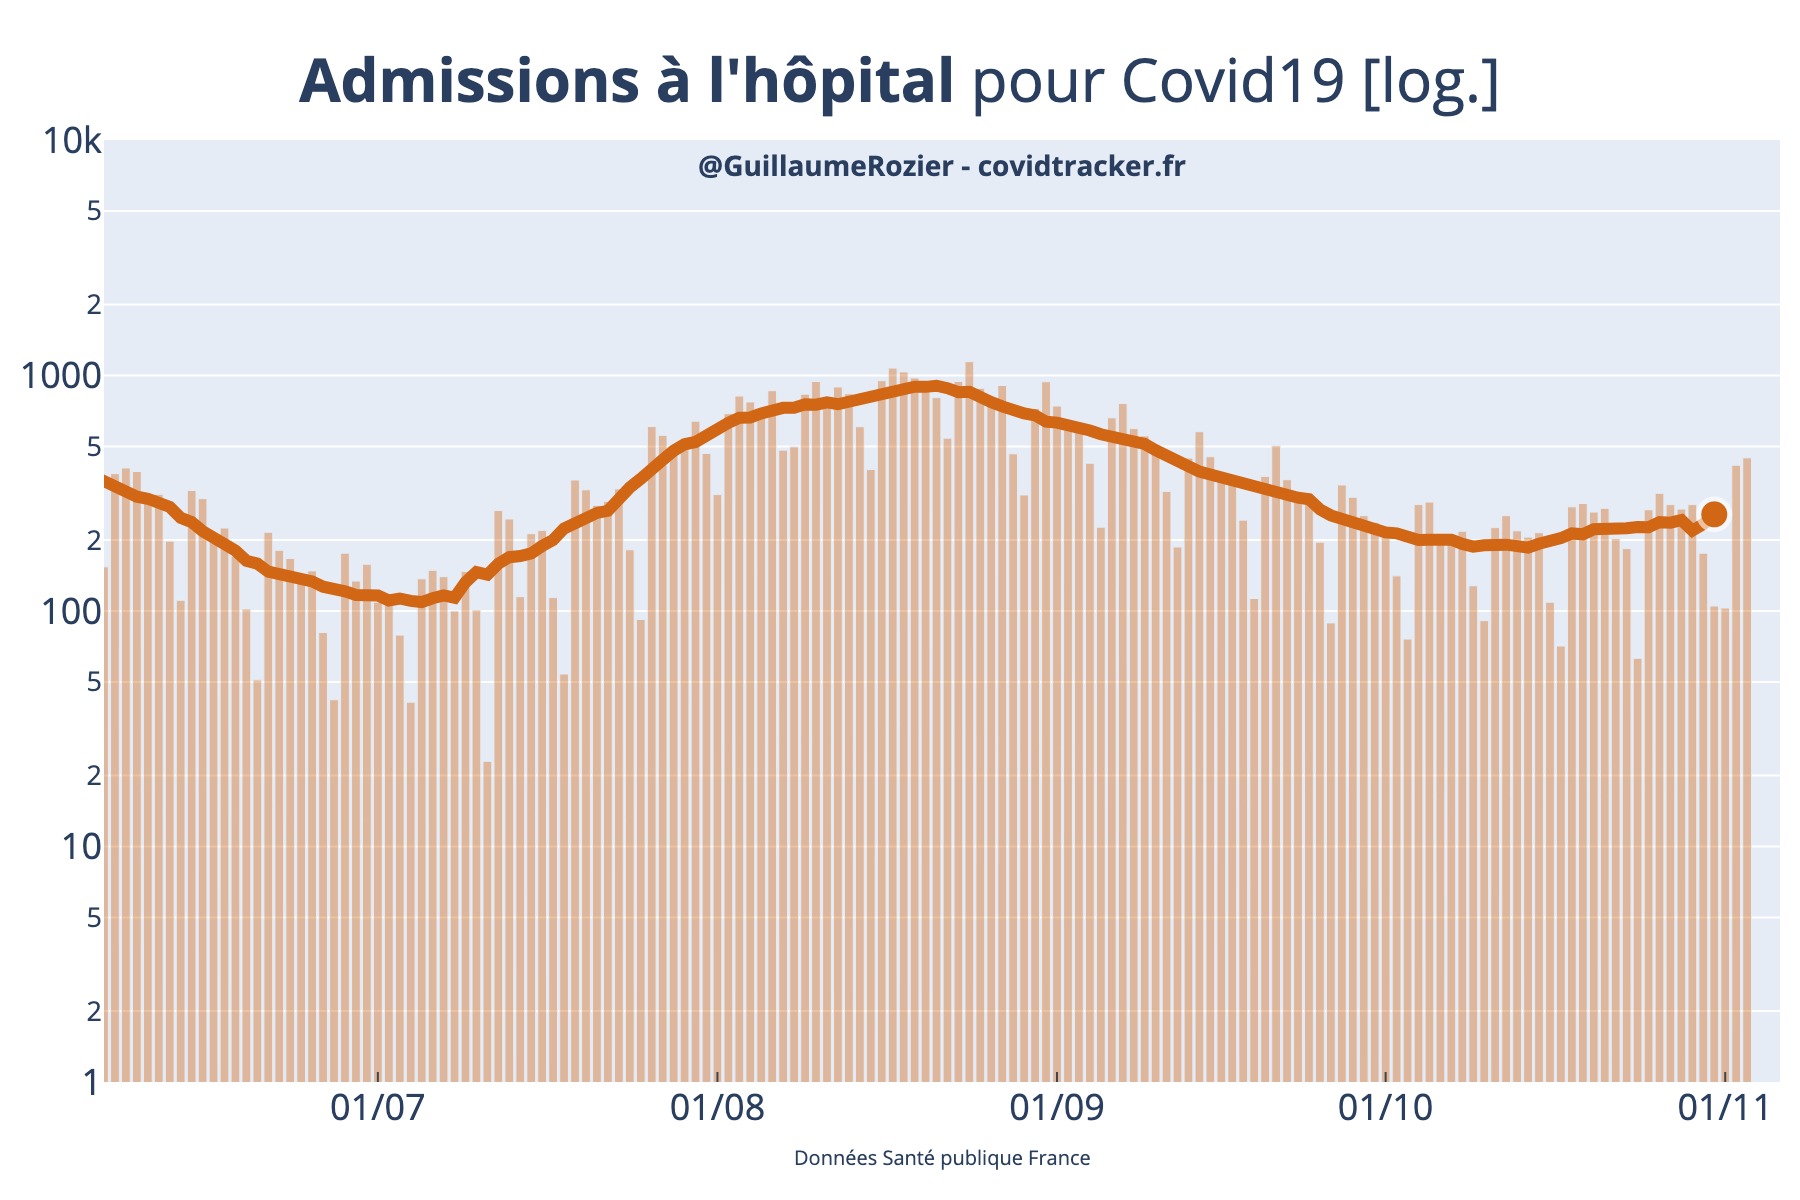 Admissions à l'hôpital pour Covid19 [log.]
10k
@GuillaumeRozier - covidtracker.fr
5
2
1000
5
2
100
5
2
10
5
2
1
01/07 01/08 01/09 01/10 01/11
Données Santé publique France